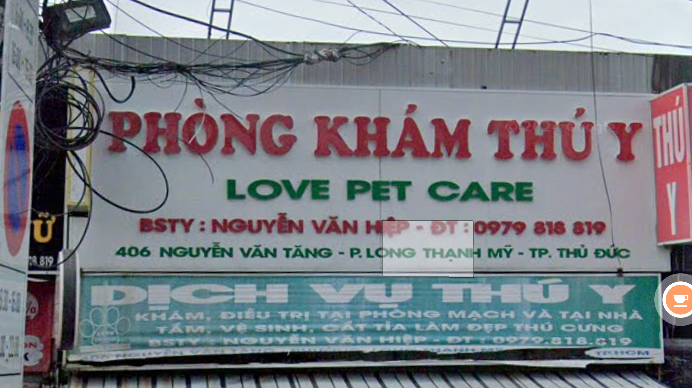 PHÒNG KHÁM THÚ Y
LOVE PET CARE
BSTY : NGUYỄN VĂN HIỆP - ĐT : 0979 818 819
406 NGUYỄN VĂN TĂNG - P. LONG THẠNH MỸ - TP. THỦ ĐỨC
THÚ
Y
DỊCH VỤ THÚ Y
KHÁM, ĐIỀU TRỊ TẠI PHÒNG MẠCH VÀ TẠI NHÀ
TẮM, VỆ SINH, CẮT TỈA LÀM ĐẸP THÚ CƯNG
BSTY: NGUYỄN VĂN HIỆP - ĐT: 0979.818.819
TP.HCM